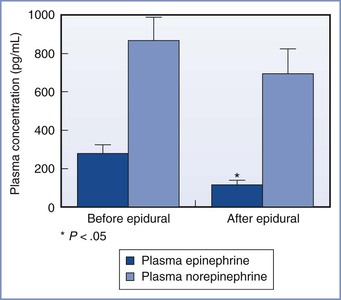 Plasma concentration (pg/mL)
1000
800
600
400
200
0
*
Before epidural
After epidural
* P < .05
Plasma epinephrine
Plasma norepinephrine